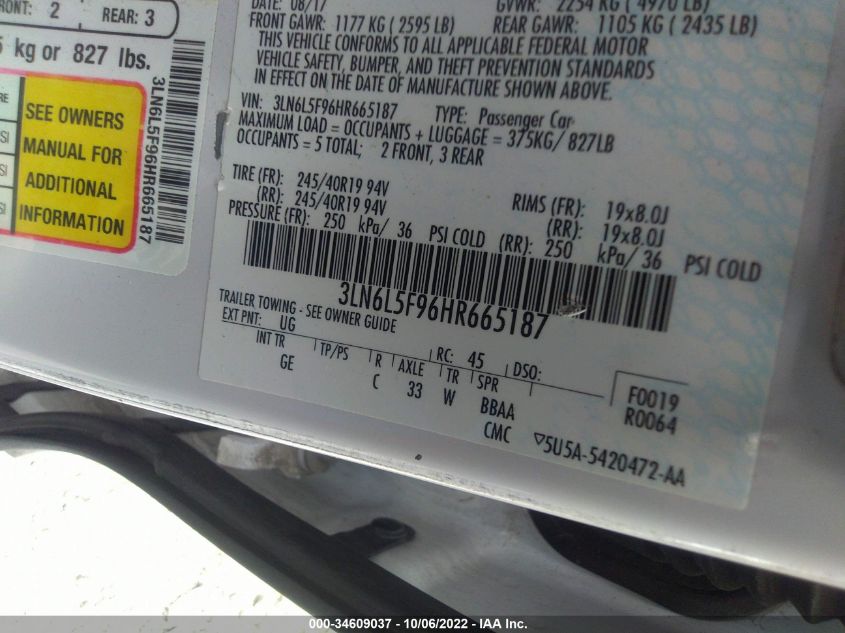 FRONT: 2
REAR: 3
kg or 827 lbs.
SEE OWNERS
MANUAL FOR
ADDITIONAL
INFORMATION
3LN6L5F96HR665187
DATE: 08/17
GVWR: 2254 KG ( 4970 LB)
FRONT GAWR: 1177 KG ( 2595 LB)
REAR GAWR: 1105 KG ( 2435 LB)
THIS VEHICLE CONFORMS TO ALL APPLICABLE FEDERAL MOTOR
VEHICLE SAFETY, BUMPER, AND THEFT PREVENTION STANDARDS
IN EFFECT ON THE DATE OF MANUFACTURE SHOWN ABOVE.
VIN: 3LN6L5F96HR665187 TYPE: Passenger Car
MAXIMUM LOAD = OCCUPANTS + LUGGAGE = 375KG/ 827LB
OCCUPANTS = 5 TOTAL; 2 FRONT, 3 REAR
TIRE (FR): 245/40R19 94V RIMS (FR): 19x8.0J
(RR): 245/40R19 94V (RR): 19x8.0J
PRESSURE (FR): 250 kPa/ 36 PSI COLD (RR): 250 kPa/ 36 PSI COLD
3LN6L5F96HR665187
TRAILER TOWING - SEE OWNER GUIDE
EXT PNT: UG RC: 45 DSO:
INT TR TP/PS R AXLE TR SPR
GE C 33 W BBAA
CMC
F0019
R0064
▽5U5A-5420472-AA
000-34609037 - 10/06/2022 - IAA Inc.